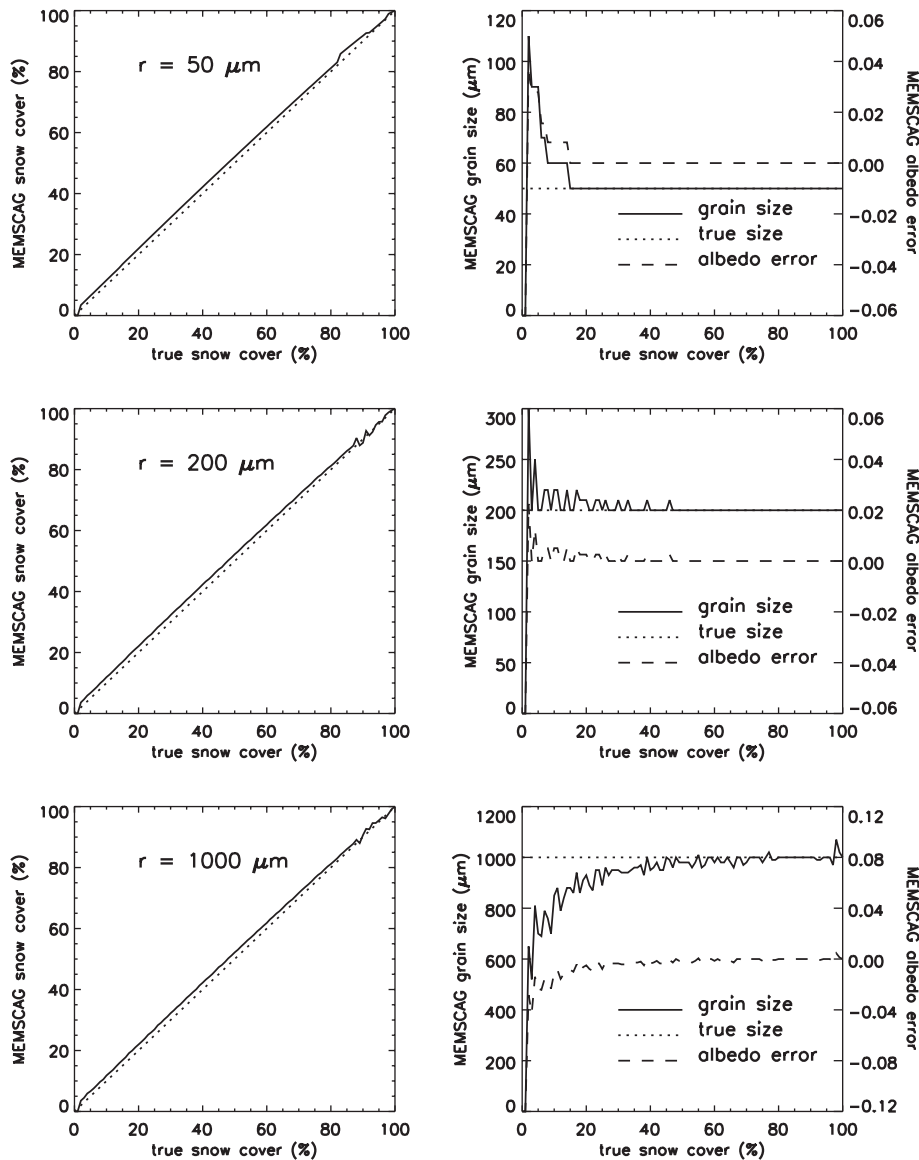 MEMSCAG snow cover (%)
100
80
60
40
20
0
r = 50 μm
0 20 40 60 80 100
true snow cover (%)
MEMSCAG grain size (μm)
120
100
80
60
40
20
0
grain size
true size
albedo error
0 20 40 60 80 100
true snow cover (%)
0.06
0.04
0.02
0.00
−0.02
−0.04
−0.06
MEMSCAG albedo error
MEMSCAG snow cover (%)
100
80
60
40
20
0
r = 200 μm
0 20 40 60 80 100
true snow cover (%)
MEMSCAG grain size (μm)
300
250
200
150
100
50
0
grain size
true size
albedo error
0 20 40 60 80 100
true snow cover (%)
0.06
0.04
0.02
0.00
−0.02
−0.04
−0.06
MEMSCAG albedo error
MEMSCAG snow cover (%)
100
80
60
40
20
0
r = 1000 μm
0 20 40 60 80 100
true snow cover (%)
MEMSCAG grain size (μm)
1200
1000
800
600
400
200
0
grain size
true size
albedo error
0 20 40 60 80 100
true snow cover (%)
0.12
0.08
0.04
0.00
−0.04
−0.08
−0.12
MEMSCAG albedo error